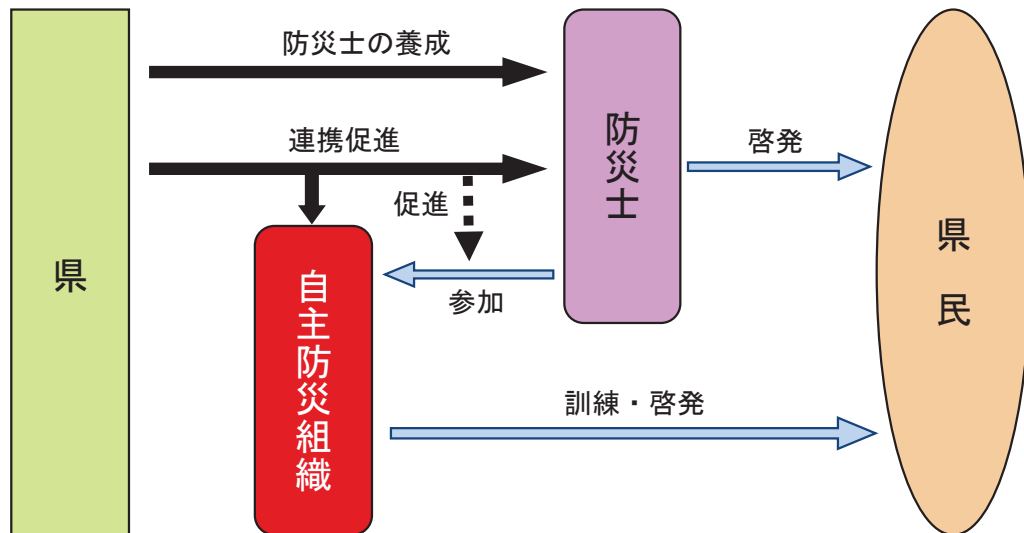 防災士の養成
連携促進
促進
参加
啓発
訓練・啓発
県
自主防災組織
防災士
県民